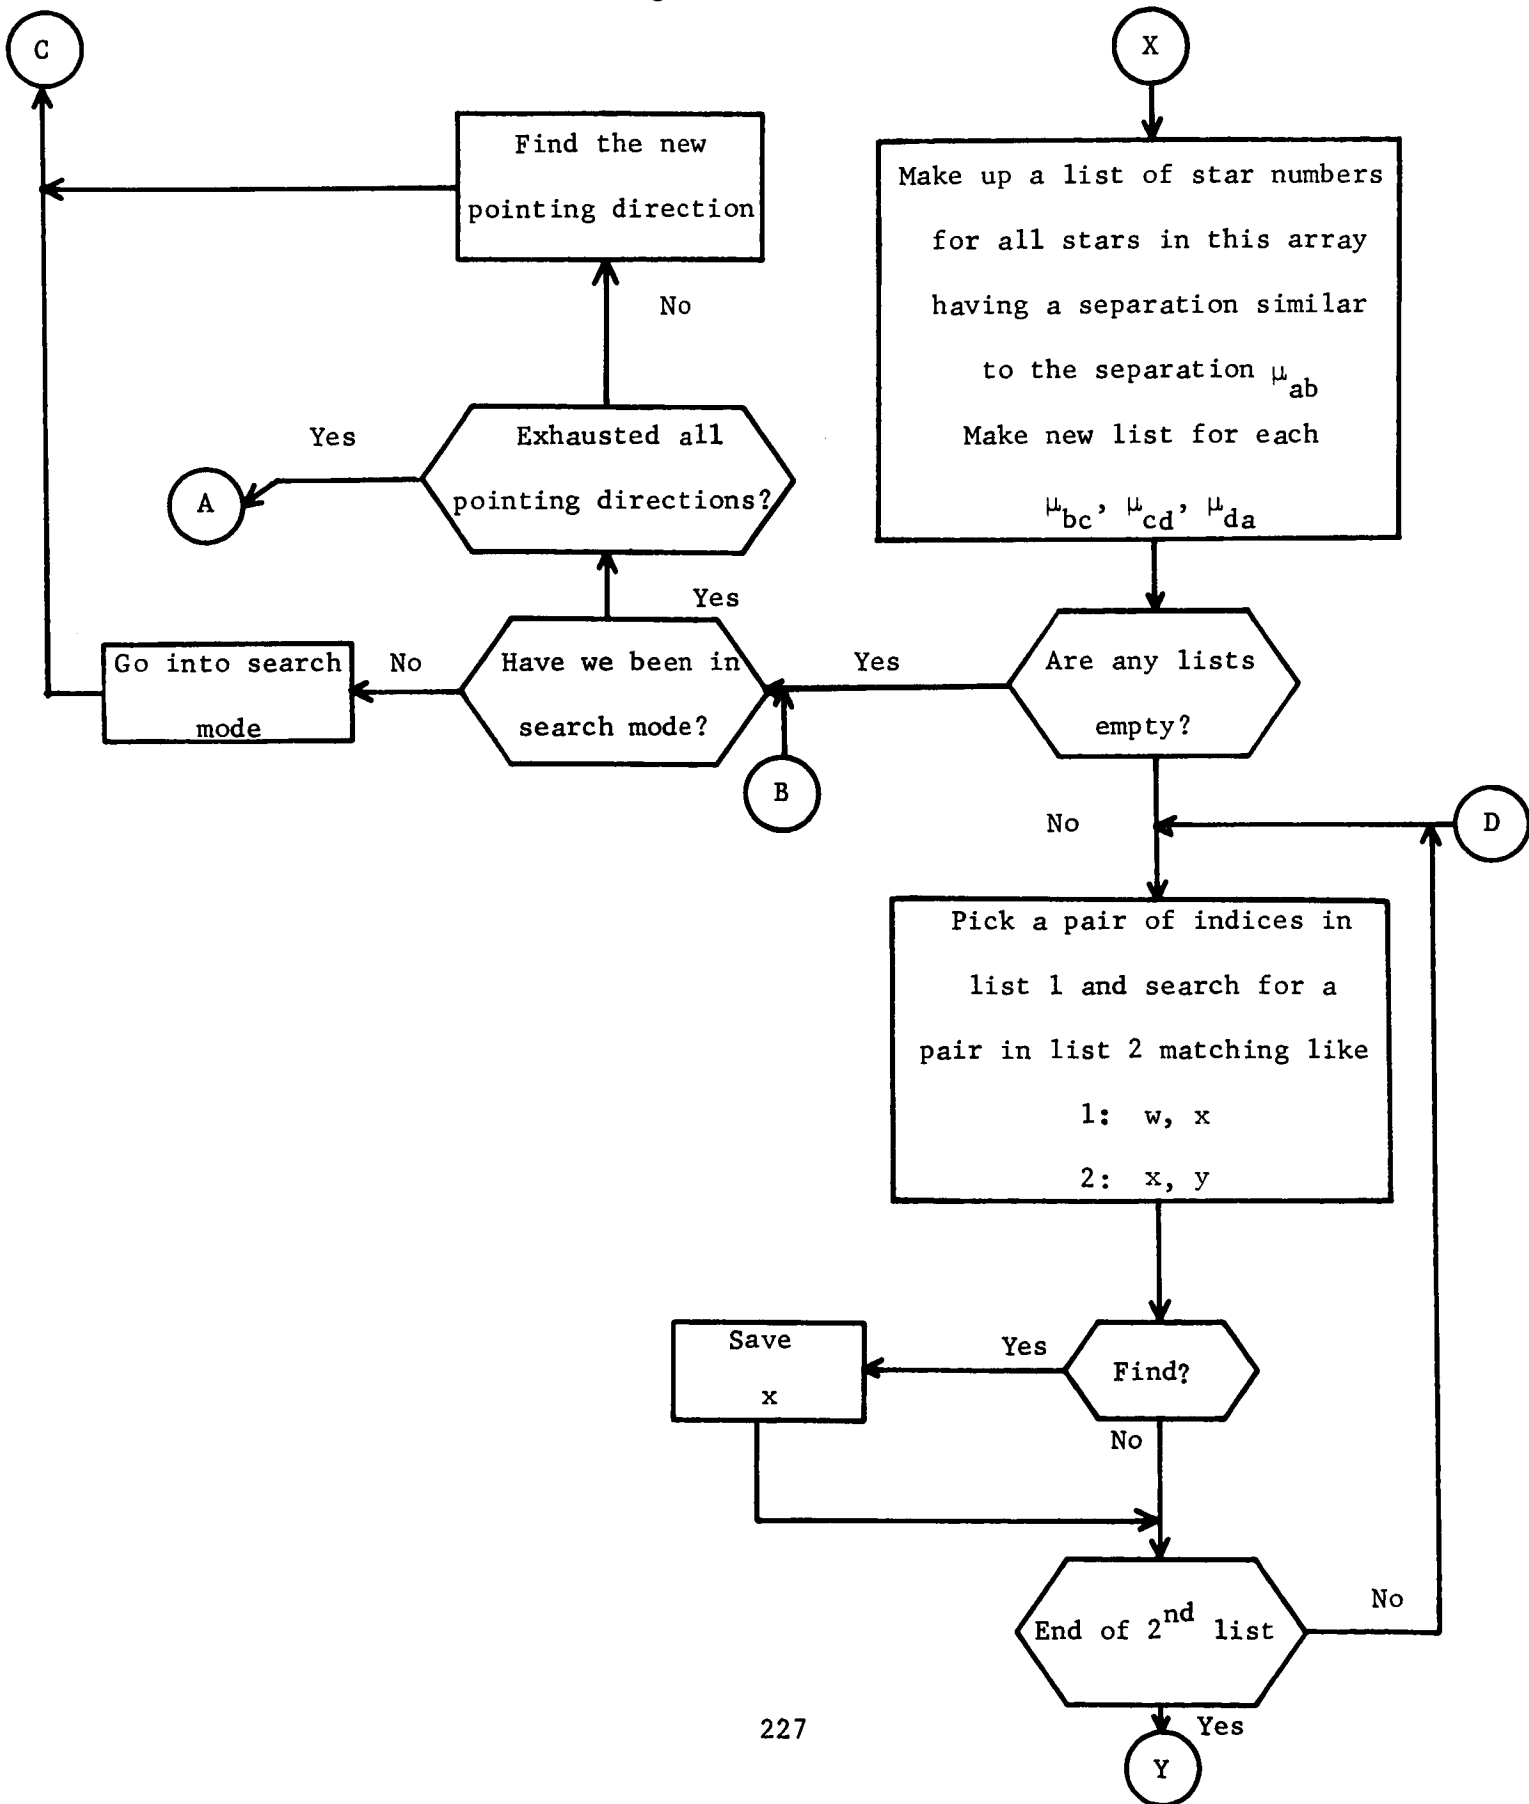 C
X
Find the new
pointing direction
No
Make up a list of star numbers
for all stars in this array
having a separation similar
to the separation μab
Make new list for each
μbc, μcd, μda
Yes
A
Exhausted all
pointing directions?
Yes
Go into search
mode
No
Have we been in
search mode?
Yes
Are any lists
empty?
B
No
D
Pick a pair of indices in
list 1 and search for a
pair in list 2 matching like
1: w, x
2: x, y
Save
x
Yes
Find?
No
End of 2nd list
No
Yes
Y
227